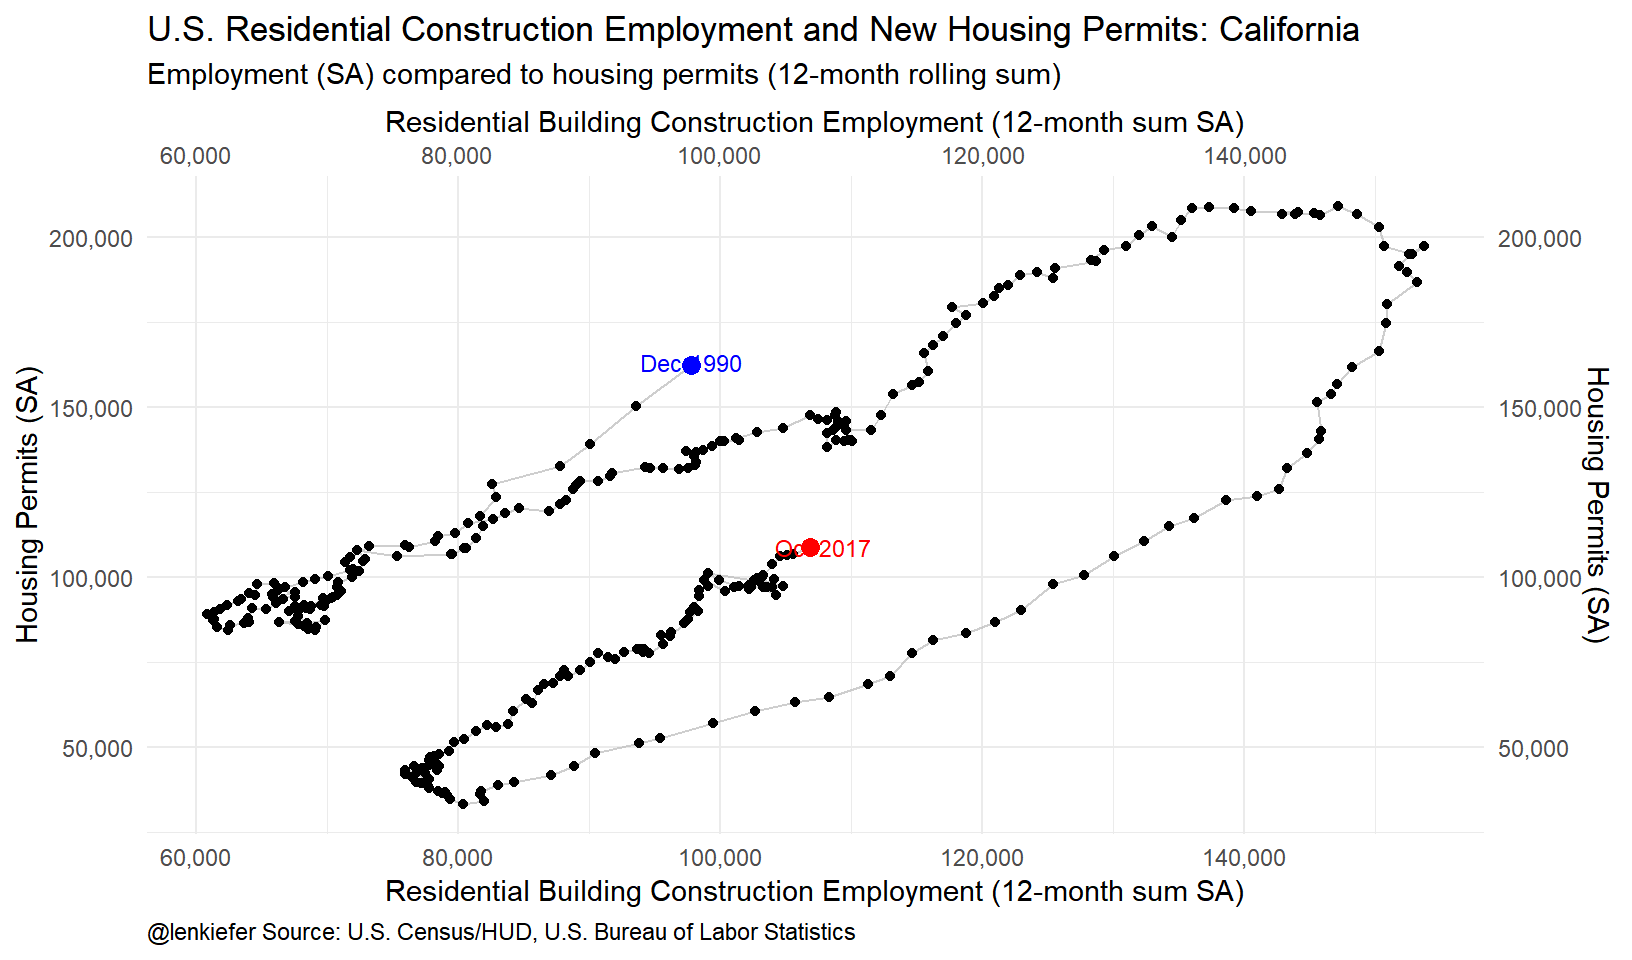 U.S. Residential Construction Employment and New Housing Permits: California
Employment (SA) compared to housing permits (12-month rolling sum)
Residential Building Construction Employment (12-month sum SA)
60,000 80,000 100,000 120,000 140,000
200,000 200,000
Dec 1990
150,000 150,000
Housing Permits (SA)
Housing Permits (SA)
Oct 2017
100,000 100,000
50,000 50,000
60,000 80,000 100,000 120,000 140,000
Residential Building Construction Employment (12-month sum SA)
@lenkiefer Source: U.S. Census/HUD, U.S. Bureau of Labor Statistics